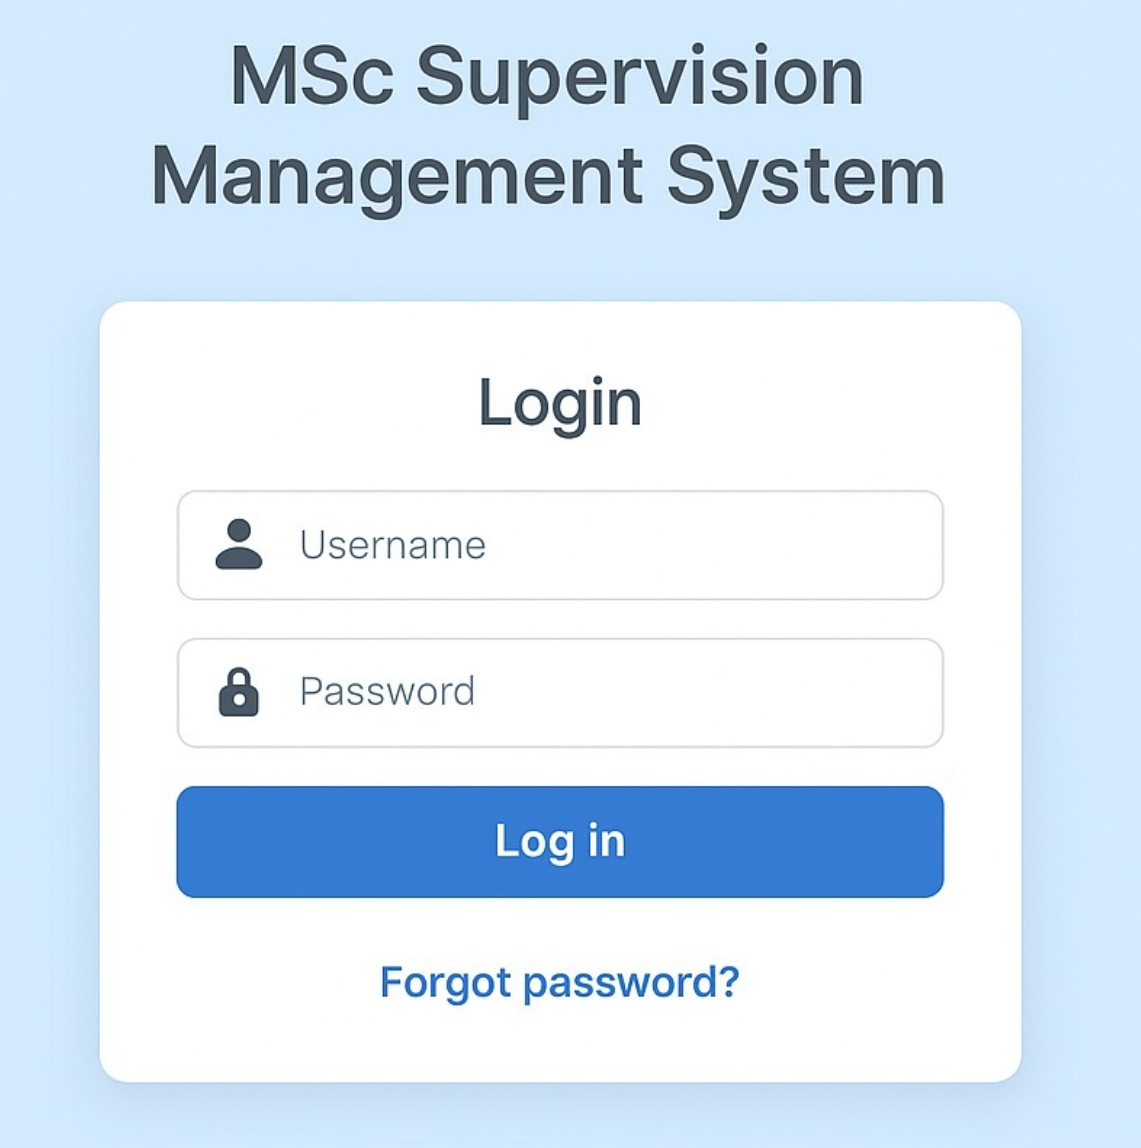 MSc Supervision
Management System
Login
Username
Password
Log in
Forgot password?